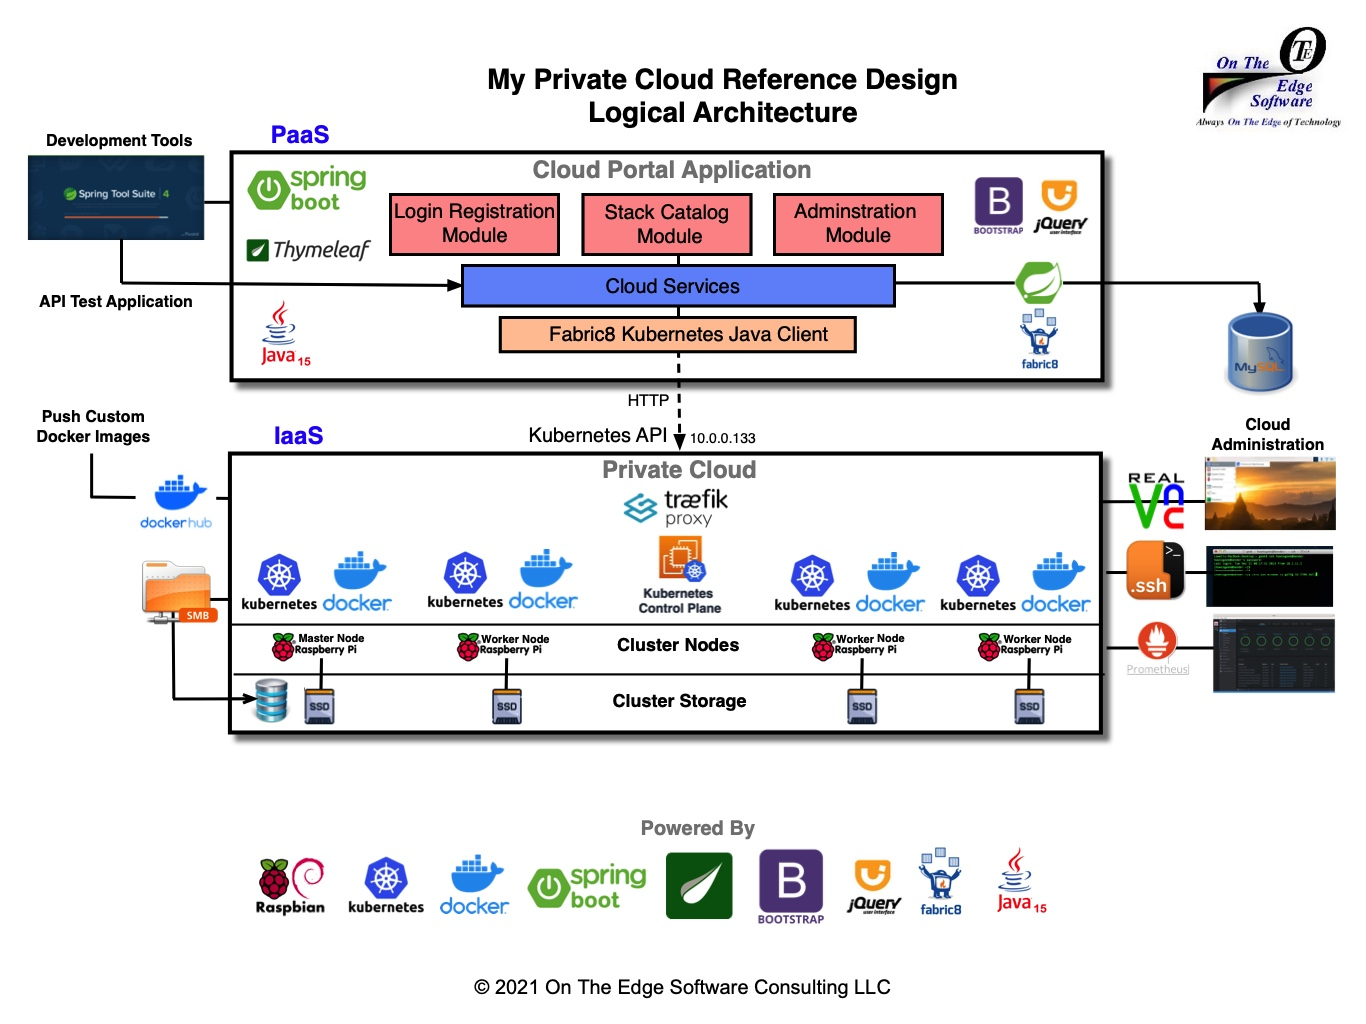 My Private Cloud Reference Design
Logical Architecture
On The
Edge
Software
OTE
Always On The Edge of Technology
Development Tools
Spring Tool Suite | 4
API Test Application
PaaS
Cloud Portal Application
spring
boot
Thymeleaf
Java 15
Login Registration
Module
Stack Catalog
Module
Adminstration
Module
Cloud Services
Fabric8 Kubernetes Java Client
B
BOOTSTRAP
jQuery
user interface
fabric8
MySQL
HTTP
Kubernetes API
10.0.0.133
Push Custom
Docker Images
dockerhub
SMB
IaaS
Private Cloud
træfik
proxy
kubernetes
docker
kubernetes
docker
Kubernetes
Control Plane
kubernetes
docker
kubernetes
docker
Master Node
Raspberry Pi
Worker Node
Raspberry Pi
Cluster Nodes
Worker Node
Raspberry Pi
Worker Node
Raspberry Pi
SSD
SSD
Cluster Storage
SSD
SSD
Cloud
Administration
REAL
VNC
>_
.ssh
Prometheus
Powered By
Raspbian
kubernetes
docker
spring
boot
B
BOOTSTRAP
jQuery
user interface
fabric8
Java 15
© 2021 On The Edge Software Consulting LLC